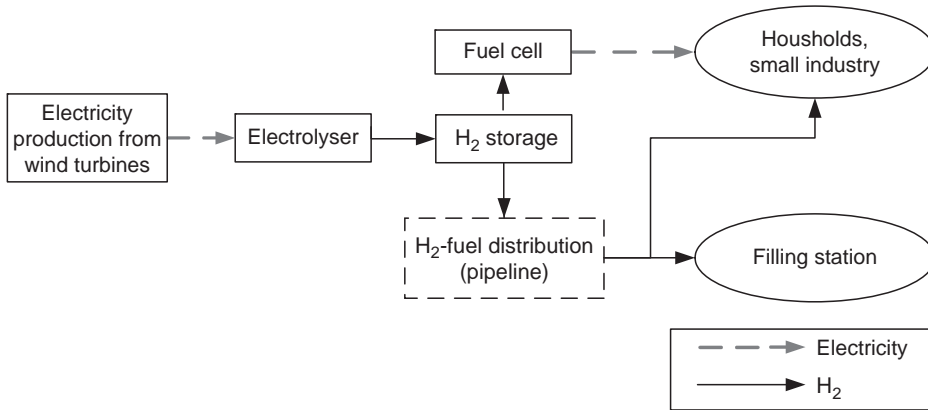 Fuel cell
Housholds,
small industry
Electricity
production from
wind turbines
Electrolyser
H₂ storage
H₂-fuel distribution
(pipeline)
Filling station
Electricity
H₂